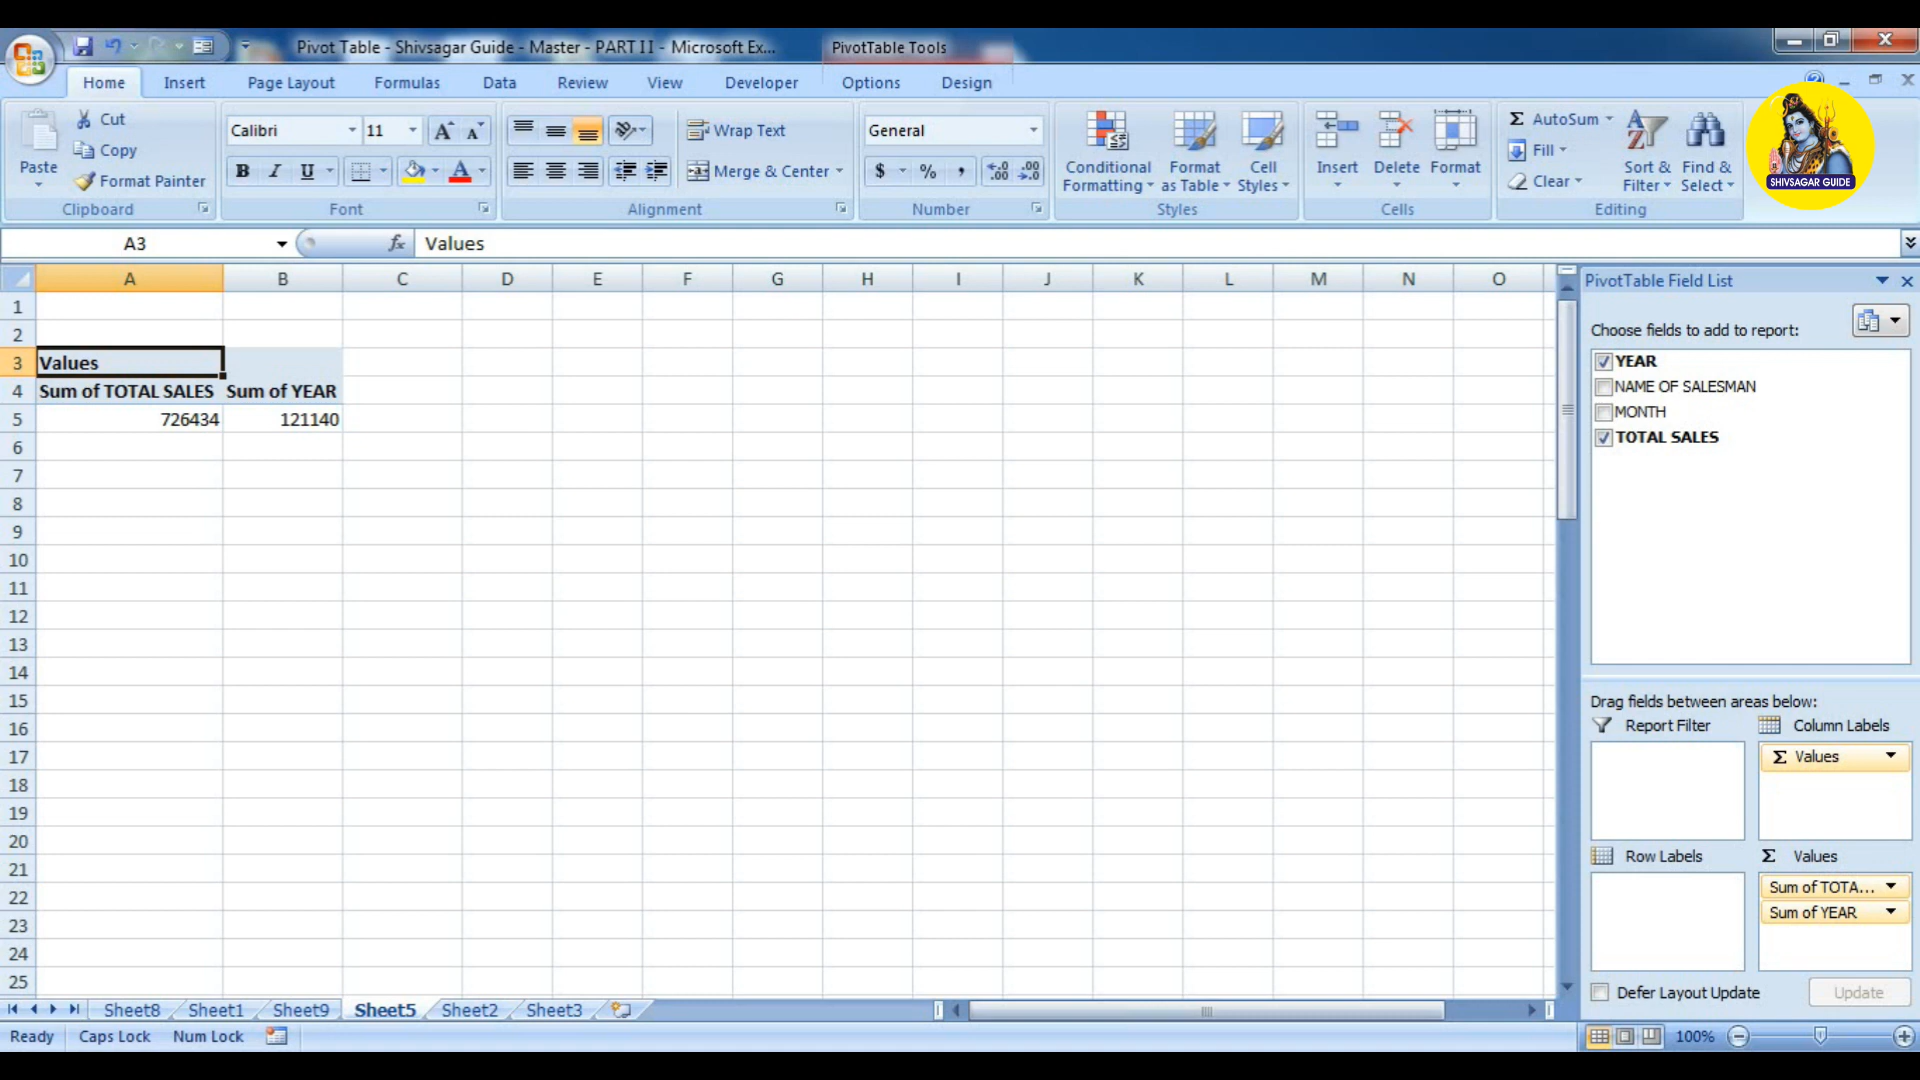 Pivot Table - Shivsagar Guide - Master - PART II - Microsoft Ex...
PivotTable Tools
Home Insert Page Layout Formulas Data Review View Developer Options Design
Paste
Cut
Copy
Format Painter
Clipboard
Calibri 11
B I U
Font
Wrap Text
Merge & Center
Alignment
General
$ % ,
Number
Conditional Formatting
Format as Table
Cell Styles
Styles
Insert Delete Format
Cells
Σ AutoSum
Fill
Clear
Sort & Filter
Find & Select
Editing
SHIVSAGAR GUIDE
A3 fx Values
A B C D E F G H I J K L M N O
1
2
3 Values
4 Sum of TOTAL SALES Sum of YEAR
5 726434 121140
6
7
8
9
10
11
12
13
14
15
16
17
18
19
20
21
22
23
24
25
PivotTable Field List
Choose fields to add to report:
YEAR
NAME OF SALESMAN
MONTH
TOTAL SALES
Drag fields between areas below:
Report Filter Column Labels
Σ Values
Row Labels Σ Values
Sum of TOTA...
Sum of YEAR
Defer Layout Update Update
Sheet8 Sheet1 Sheet9 Sheet5 Sheet2 Sheet3
Ready Caps Lock Num Lock 100%